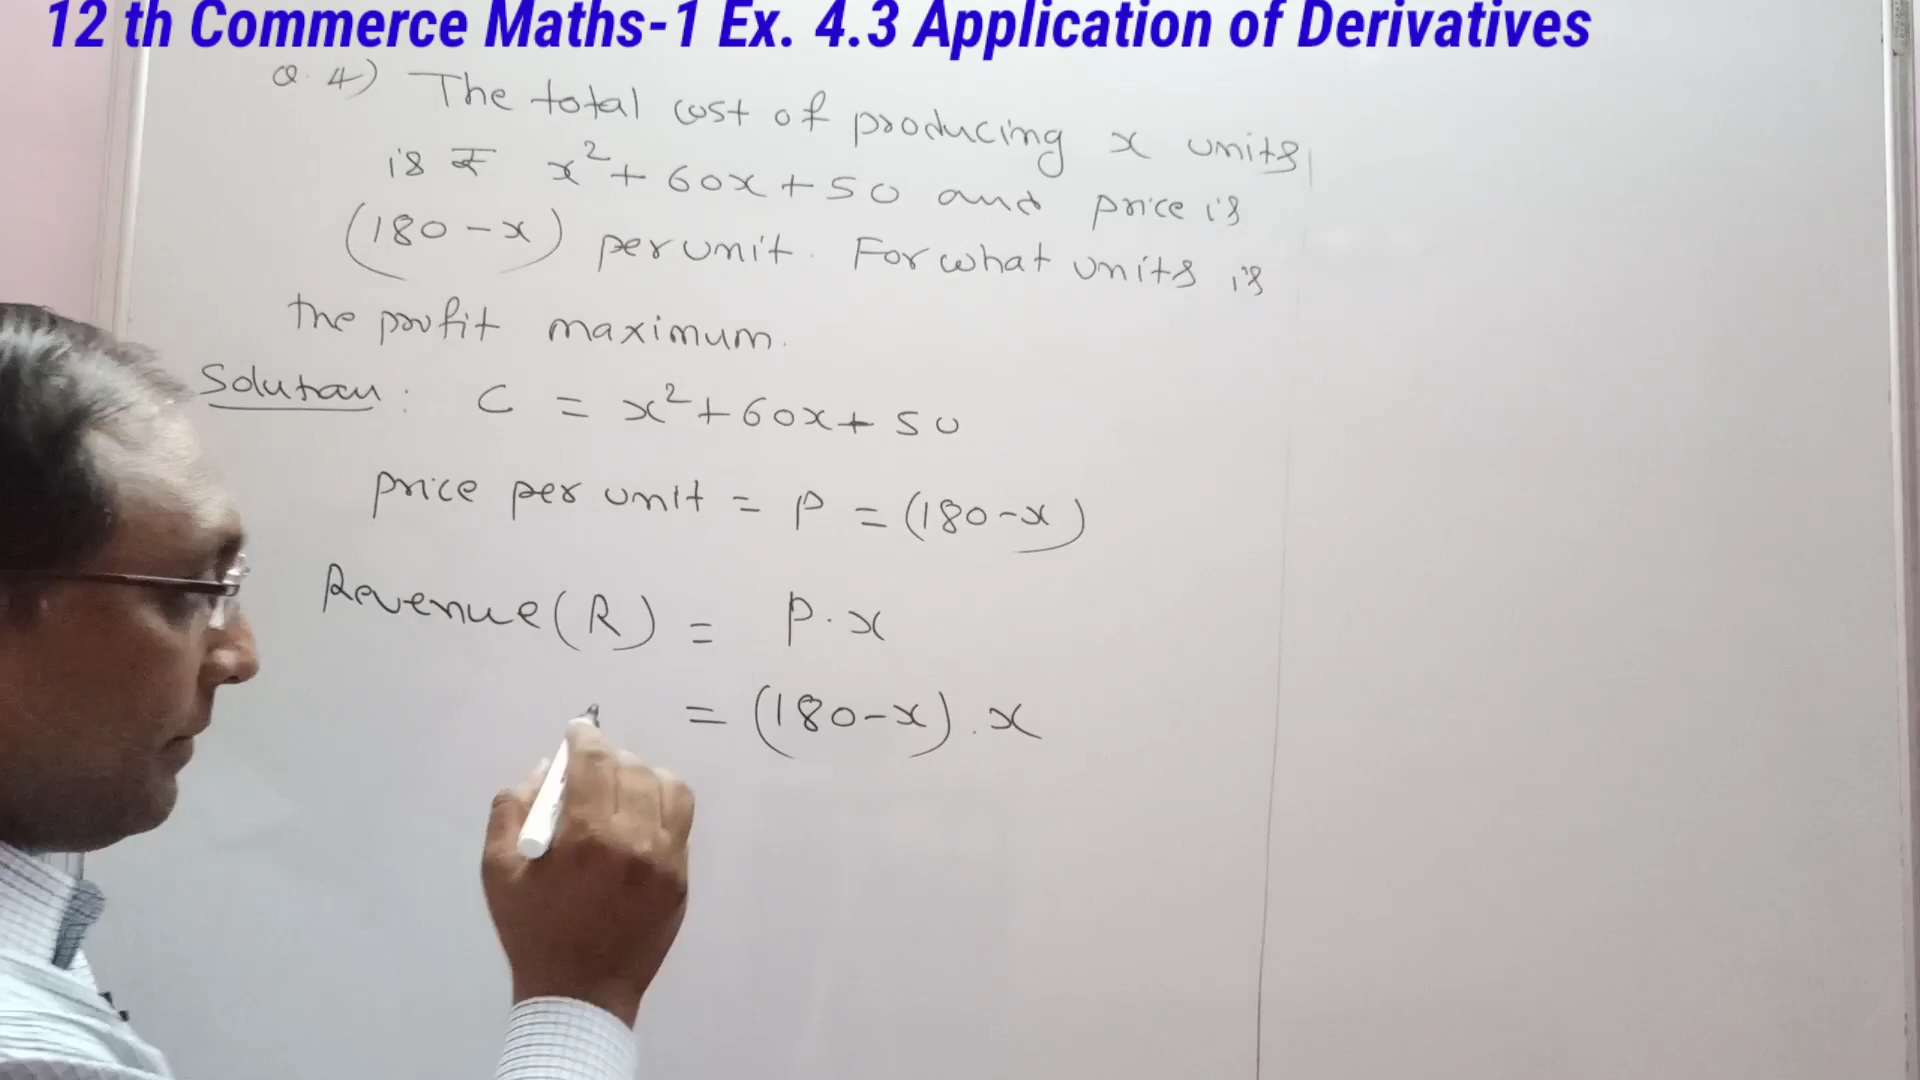 12 th Commerce Maths-1 Ex. 4.3 Application of Derivatives
Q.4) The total cost of producing x units
is ₹ x²+60x+50 and price is
(180-x) per unit. For what units is
the profit maximum.
Solution: C = x²+60x+50
price per unit = P = (180-x)
Revenue(R) = P.x
= (180-x).x